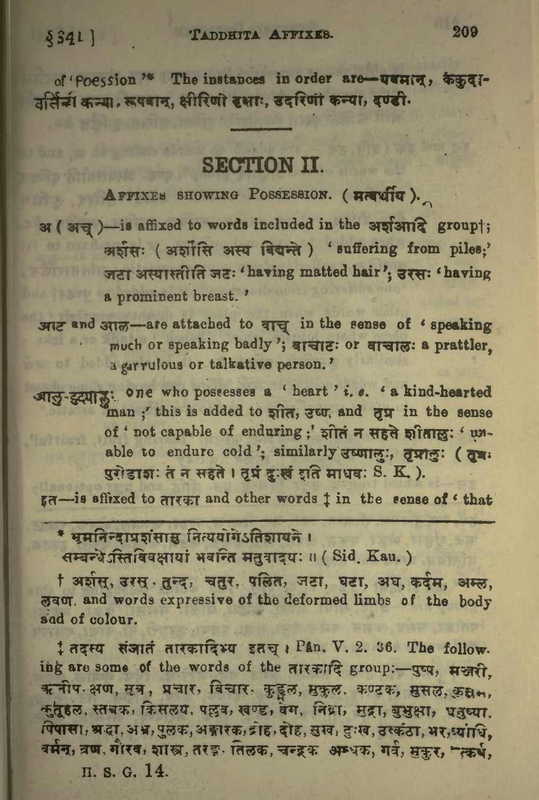 §341] TADDHITA AFFIXES. 209
of 'Poession'* The instances in order are—यवमान्, ककुदा-
वर्तिनी कन्या, रूपवान्, क्षीरिणो वृक्षाः, उदरिणी कन्या, दण्डी.
SECTION II.
AFFIXES SHOWING POSSESSION. (मत्वर्थीय).
अ (अच्)—is affixed to words included in the अर्शआदि group†;
अर्शसः (अर्शांसि अस्य विद्यन्ते) 'suffering from piles;'
जटा अस्यास्तीति जटः 'having matted hair'; उरसः 'having
a prominent breast.'
आट and आल—are attached to वाच् in the sense of 'speaking
much or speaking badly'; वाचाटः or वाचालः a prattler,
a garrulous or talkative person.'
आलु-हृदयालुः one who possesses a 'heart' i. e. 'a kind-hearted
man;' this is added to शीत, उष्ण and तृप्र in the sense
of 'not capable of enduring;' शीतं न सहते शीतालुः 'un-
able to endure cold'; similarly उष्णालुः, तृप्रालुः (तृप्रः
पुरोडाशः तं न सहते। तृप्रं दुःखं इति माधवः S. K.).
इत—is affixed to तारका and other words ‡ in the sense of 'that
* भूमनिन्दाप्रशंसासु नित्ययोगेऽतिशायने।
सम्बन्धेऽस्तिविवक्षायां भवन्ति मतुबादयः॥ (Sid. Kau.)
† अर्शस्, उरस्, तुन्द, चतुर, पलित, जटा, घटा, अघ, कर्दम, अम्ल,
लवण, and words expressive of the deformed limbs of the body
and of colour.
‡ तदस्य संजातं तारकादिभ्य इतच्। Pân. V. 2. 36. The follow-
ing are some of the words of the तारकादि group:—पुष्प, मञ्जरी,
क्षण, सूत्र, प्रचार, विचार, कुड्मल, मुकुल, कण्टक, मुसल,
कुतूहल, स्तबक, किसलय, पल्लव, खण्ड, वेग, निद्रा, मुद्रा, बुभुक्षा,
पिपासा, श्रद्धा, अभ्र, पुलक, अङ्गारक, द्रोह, दोह, सुख, दुःख, उत्कंठा, भर, व्याधि,
वर्मन्, व्रण, गौरव, शास्त्र, तरङ्ग, तिलक, चन्द्रक, अन्धक, गर्व, मुकुर,
H. S. G. 14.